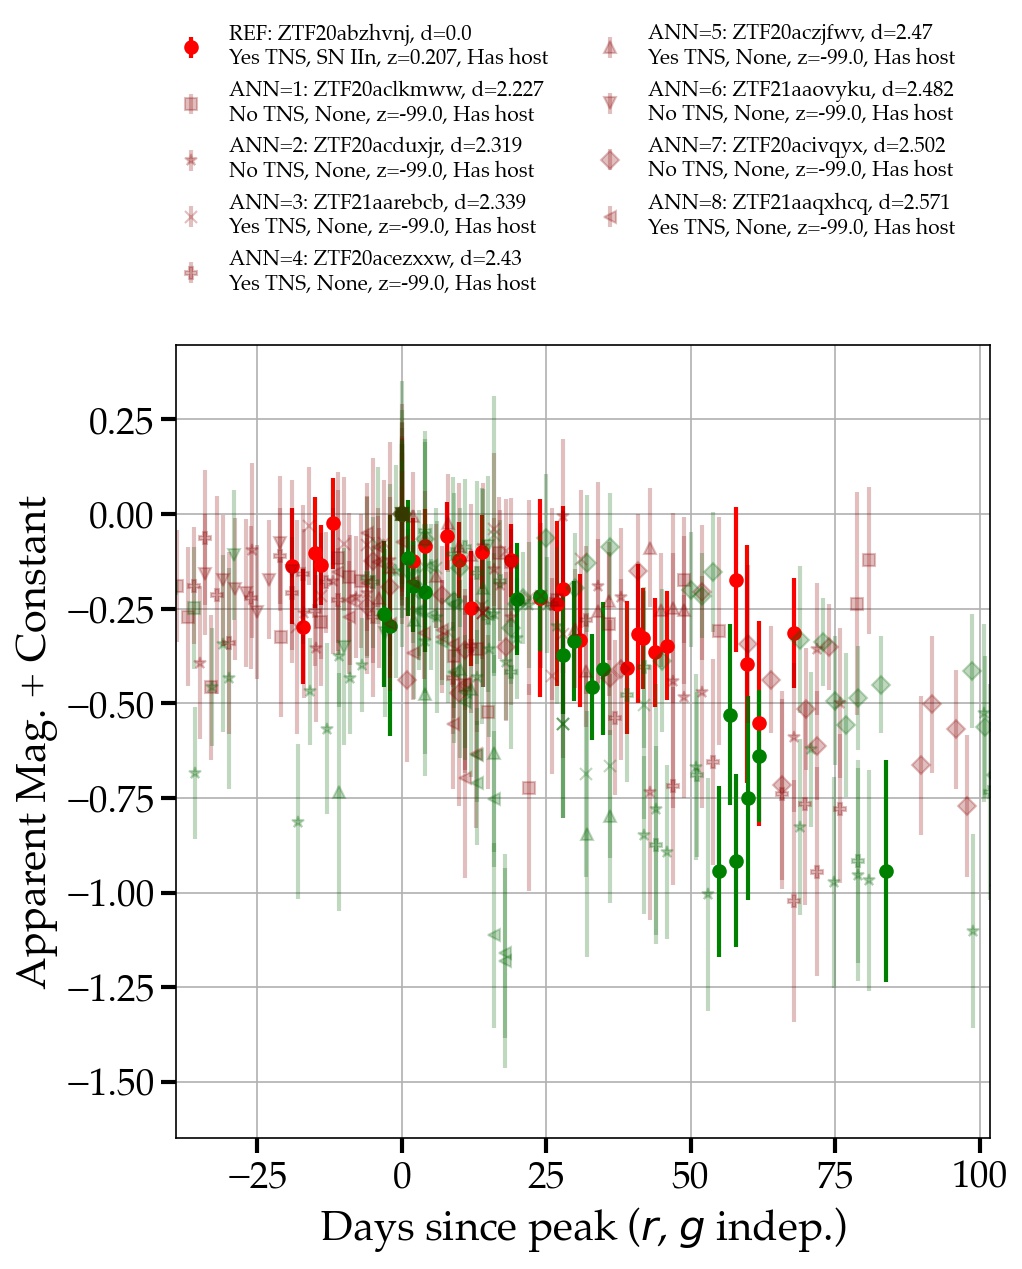 REF: ZTF20abzhvnj, d=0.0
Yes TNS, SN IIn, z=0.207, Has host
ANN=1: ZTF20aclkmww, d=2.227
No TNS, None, z=-99.0, Has host
ANN=2: ZTF20acduxjr, d=2.319
No TNS, None, z=-99.0, Has host
ANN=3: ZTF21aarebcb, d=2.339
Yes TNS, None, z=-99.0, Has host
ANN=4: ZTF20acezxxw, d=2.43
Yes TNS, None, z=-99.0, Has host
ANN=5: ZTF20aczjfwv, d=2.47
Yes TNS, None, z=-99.0, Has host
ANN=6: ZTF21aaovyku, d=2.482
No TNS, None, z=-99.0, Has host
ANN=7: ZTF20acivqyx, d=2.502
No TNS, None, z=-99.0, Has host
ANN=8: ZTF21aaqxhcq, d=2.571
Yes TNS, None, z=-99.0, Has host
Apparent Mag. + Constant
0.25
0.00
−0.25
−0.50
−0.75
−1.00
−1.25
−1.50
−25
0
25
50
75
100
Days since peak (r, g indep.)